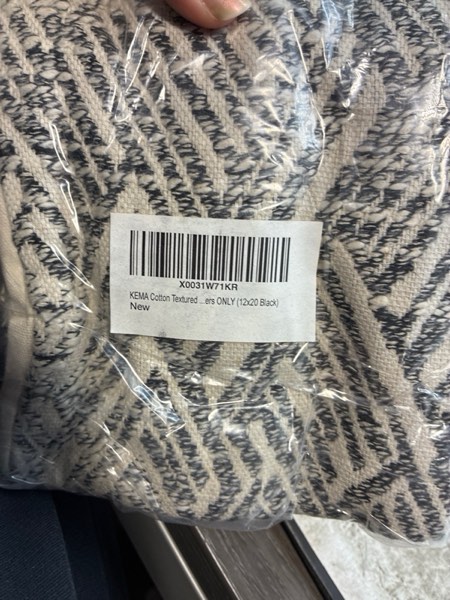 X0031W71KR
KEMA Cotton Textured ...ers ONLY (12x20 Black)
New